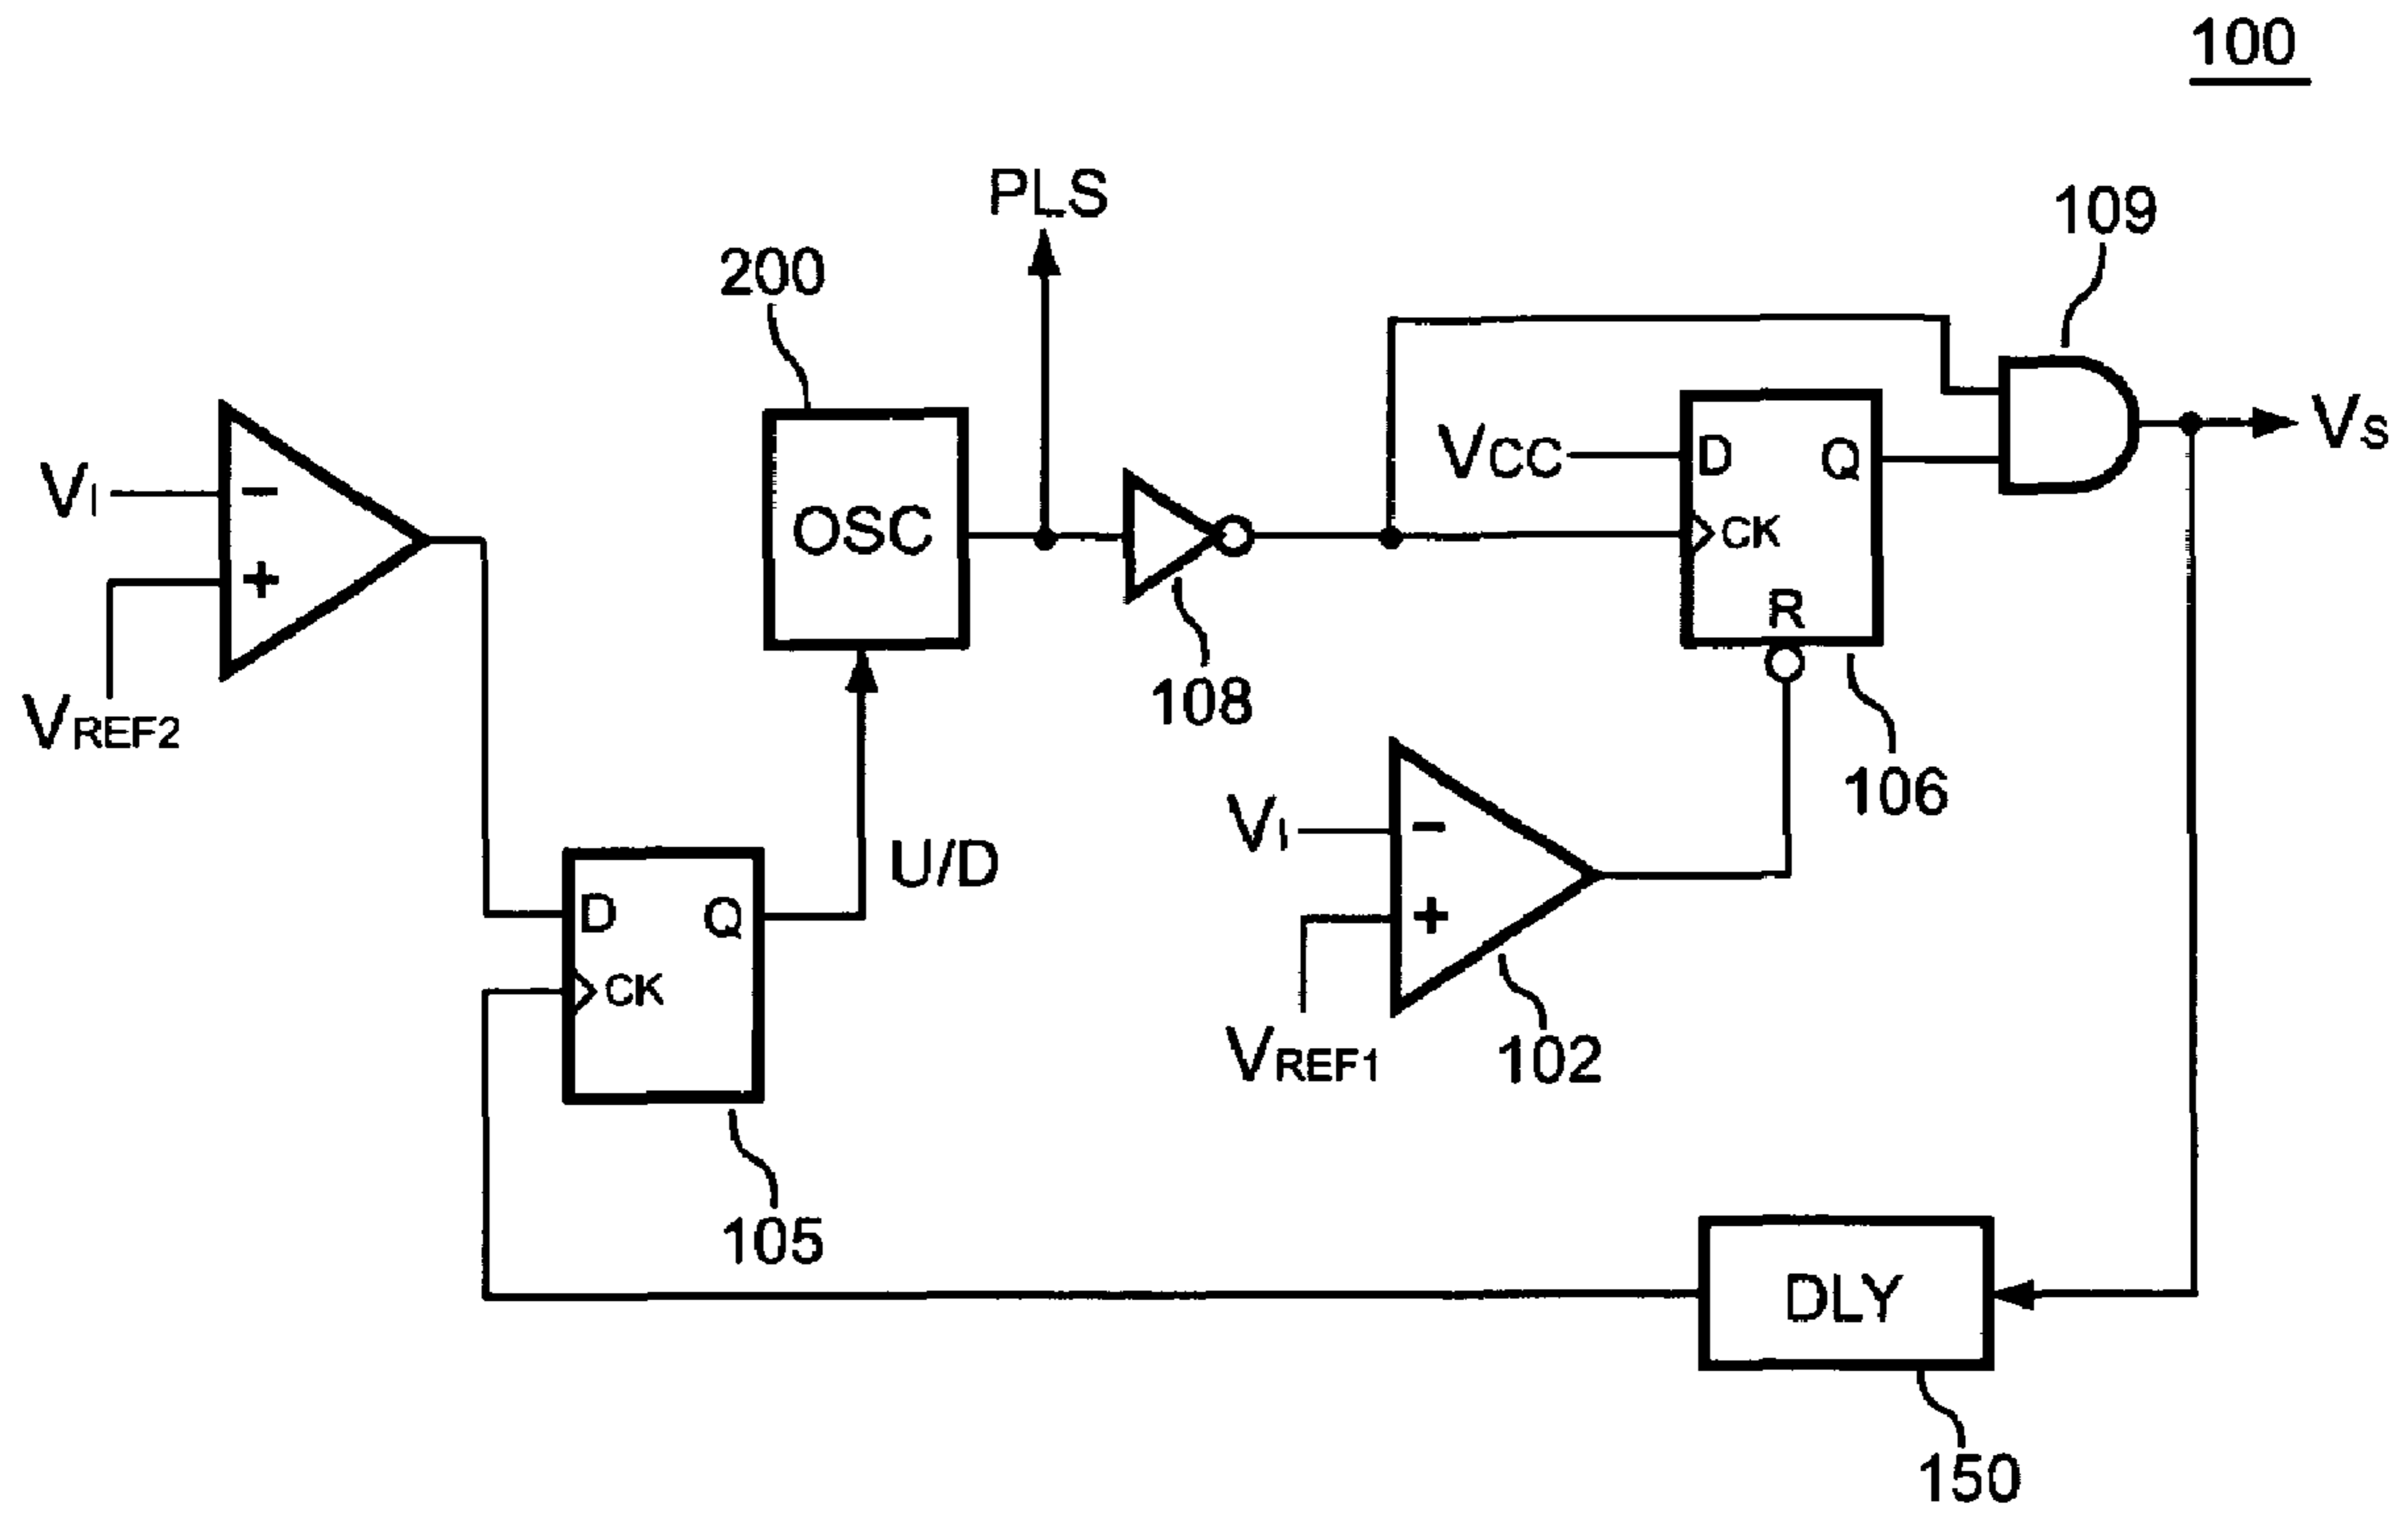 100
PLS
109
200
VI
VREF2
OSC
108
VCC
D
Q
CK
R
106
VS
VI
VREF1
102
U/D
D
Q
CK
105
DLY
150